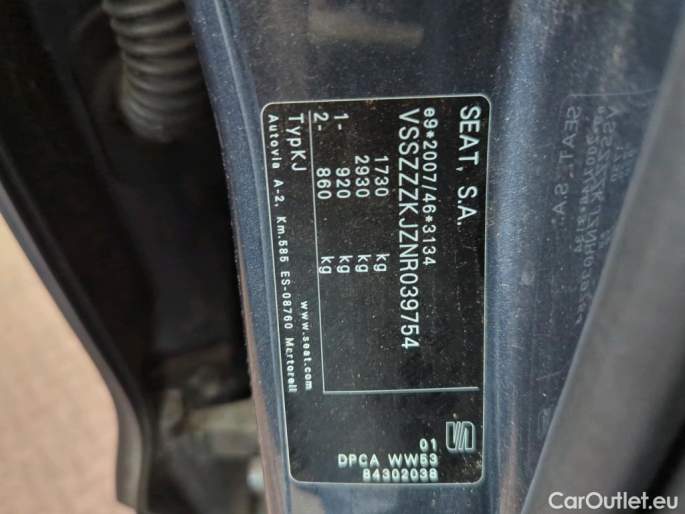 SEAT, S.A.
e9*2007/46*3134
VSSZZZKJZNR039754
1730 kg
2930 kg
1- 920 kg
2- 860 kg
TypKJ
www.seat.com
Autovia A-2, Km.585 ES-08760 Martorell
01
DPCA WW53
84302038
CarOutlet.eu